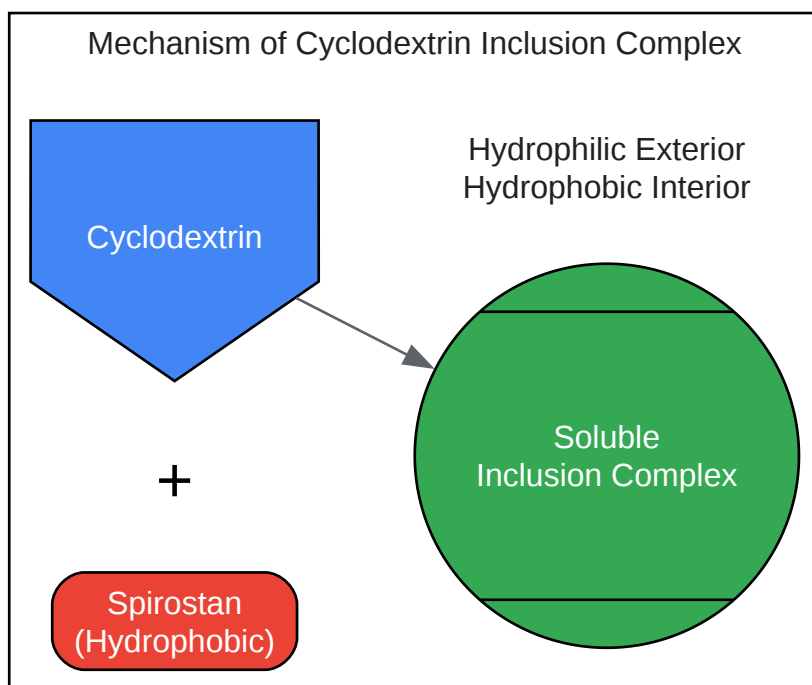 Mechanism of Cyclodextrin Inclusion Complex
Hydrophilic Exterior
Hydrophobic Interior
Cyclodextrin
+
Soluble
Inclusion Complex
Spirostan
(Hydrophobic)